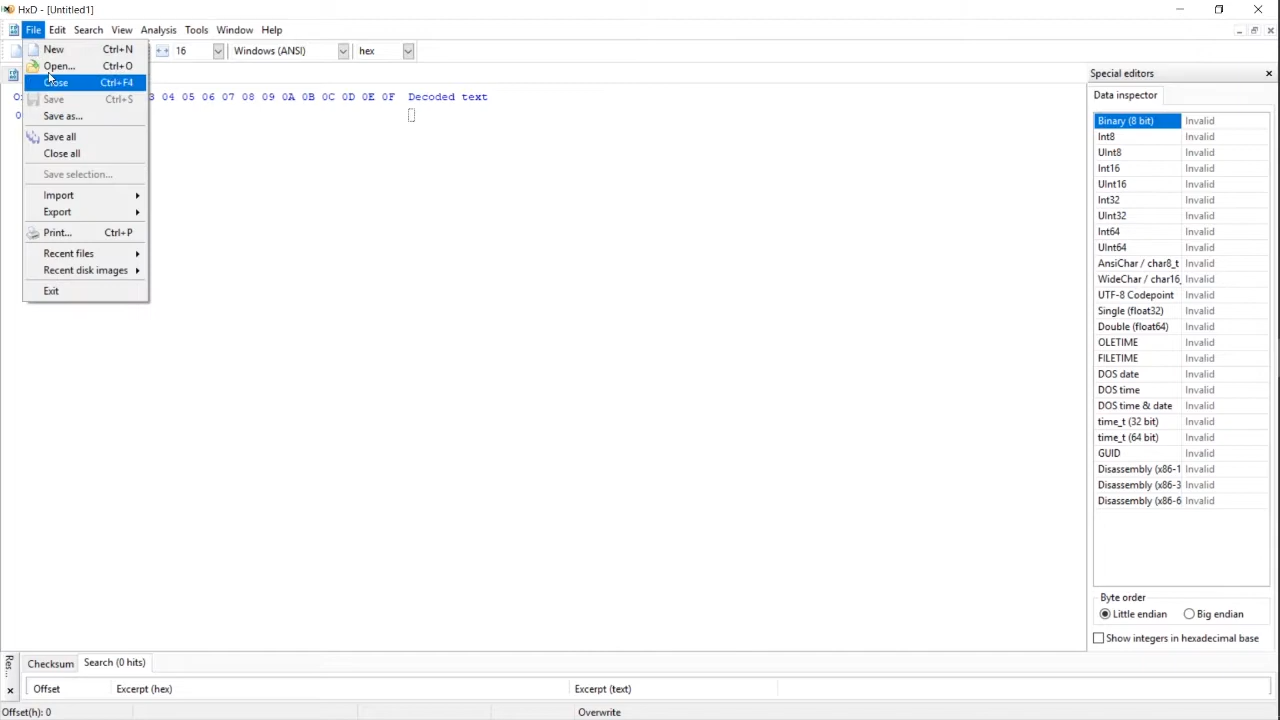 HxD - [Untitled1]
File Edit Search View Analysis Tools Window Help
16 Windows (ANSI) hex
New Ctrl+N
Open... Ctrl+O
Close Ctrl+F4
Save Ctrl+S
Save as...
Save all
Close all
Save selection...
Import
Export
Print... Ctrl+P
Recent files
Recent disk images
Exit
04 05 06 07 08 09 0A 0B 0C 0D 0E 0F Decoded text
Special editors
Data inspector
Binary (8 bit) Invalid
Int8 Invalid
UInt8 Invalid
Int16 Invalid
UInt16 Invalid
Int32 Invalid
UInt32 Invalid
Int64 Invalid
UInt64 Invalid
AnsiChar / char8_t Invalid
WideChar / char16_ Invalid
UTF-8 Codepoint Invalid
Single (float32) Invalid
Double (float64) Invalid
OLETIME Invalid
FILETIME Invalid
DOS date Invalid
DOS time Invalid
DOS time & date Invalid
time_t (32 bit) Invalid
time_t (64 bit) Invalid
GUID Invalid
Disassembly (x86-1 Invalid
Disassembly (x86-3 Invalid
Disassembly (x86-6 Invalid
Byte order
Little endian Big endian
Show integers in hexadecimal base
Res...
Checksum Search (0 hits)
Offset Excerpt (hex) Excerpt (text)
Offset(h): 0 Overwrite